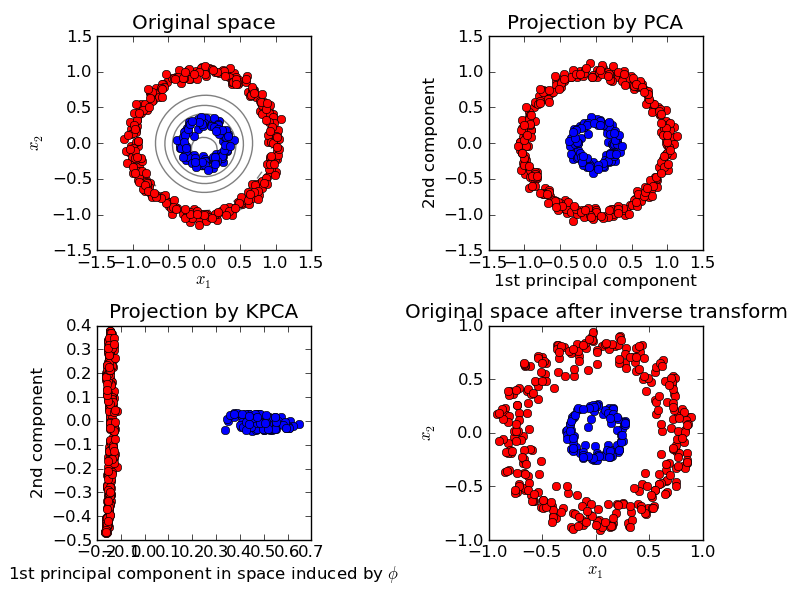 Original space
1.5
1.0
0.5
0.0
−0.5
−1.0
−1.5
−1.5 −1.0 −0.5 0.0 0.5 1.0 1.5
x₂
x₁
Projection by PCA
1.5
1.0
0.5
0.0
−0.5
−1.0
−1.5
−1.5 −1.0 −0.5 0.0 0.5 1.0 1.5
2nd component
1st principal component
Projection by KPCA
0.4
0.3
0.2
0.1
0.0
−0.1
−0.2
−0.3
−0.4
−0.5
−0.2 −0.1 0.0 0.1 0.2 0.3 0.4 0.5 0.6 0.7
2nd component
1st principal component in space induced by ϕ
Original space after inverse transform
1.0
0.5
0.0
−0.5
−1.0
−1.0 −0.5 0.0 0.5 1.0
x₂
x₁